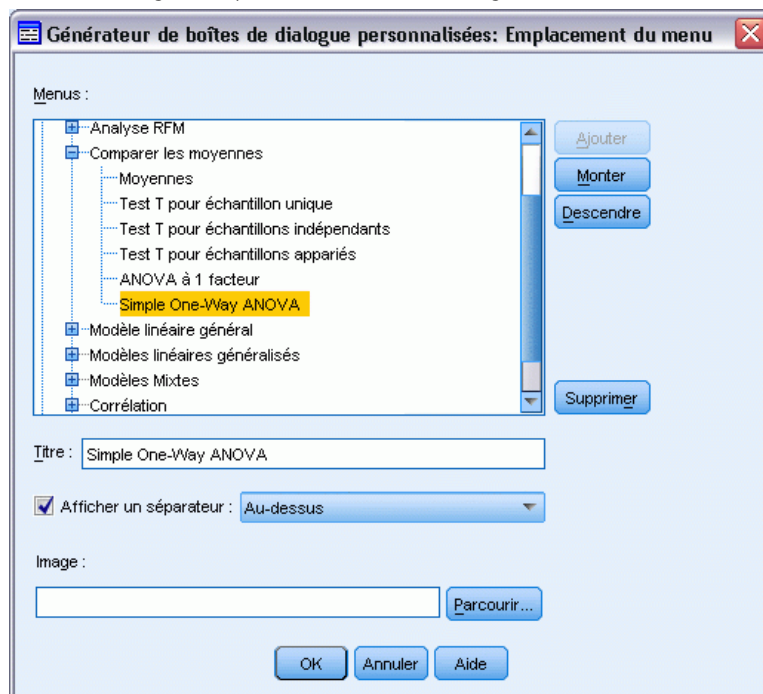 Générateur de boîtes de dialogue personnalisées: Emplacement du menu
Menus :
Analyse RFM
Comparer les moyennes
Moyennes
Test T pour échantillon unique
Test T pour échantillons indépendants
Test T pour échantillons appariés
ANOVA à 1 facteur
Simple One-Way ANOVA
Modèle linéaire général
Modèles linéaires généralisés
Modèles Mixtes
Corrélation
Ajouter
Monter
Descendre
Supprimer
Titre : Simple One-Way ANOVA
Afficher un séparateur : Au-dessus
Image :
Parcourir...
OK Annuler Aide